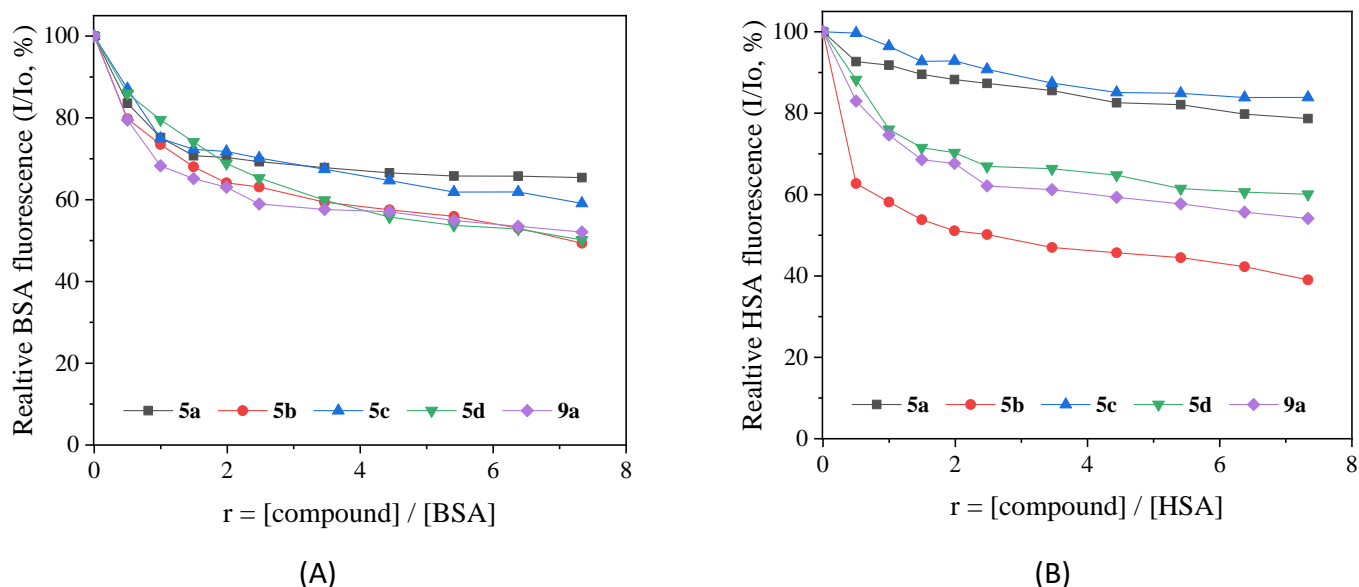 Realtive BSA fluorescence (I/Io, %)
100
80
60
40
20
0
5a 5b 5c 5d 9a
0 2 4 6 8
r = [compound] / [BSA]
(A)
Realtive HSA fluorescence (I/Io, %)
100
80
60
40
20
0
5a 5b 5c 5d 9a
0 2 4 6 8
r = [compound] / [HSA]
(B)